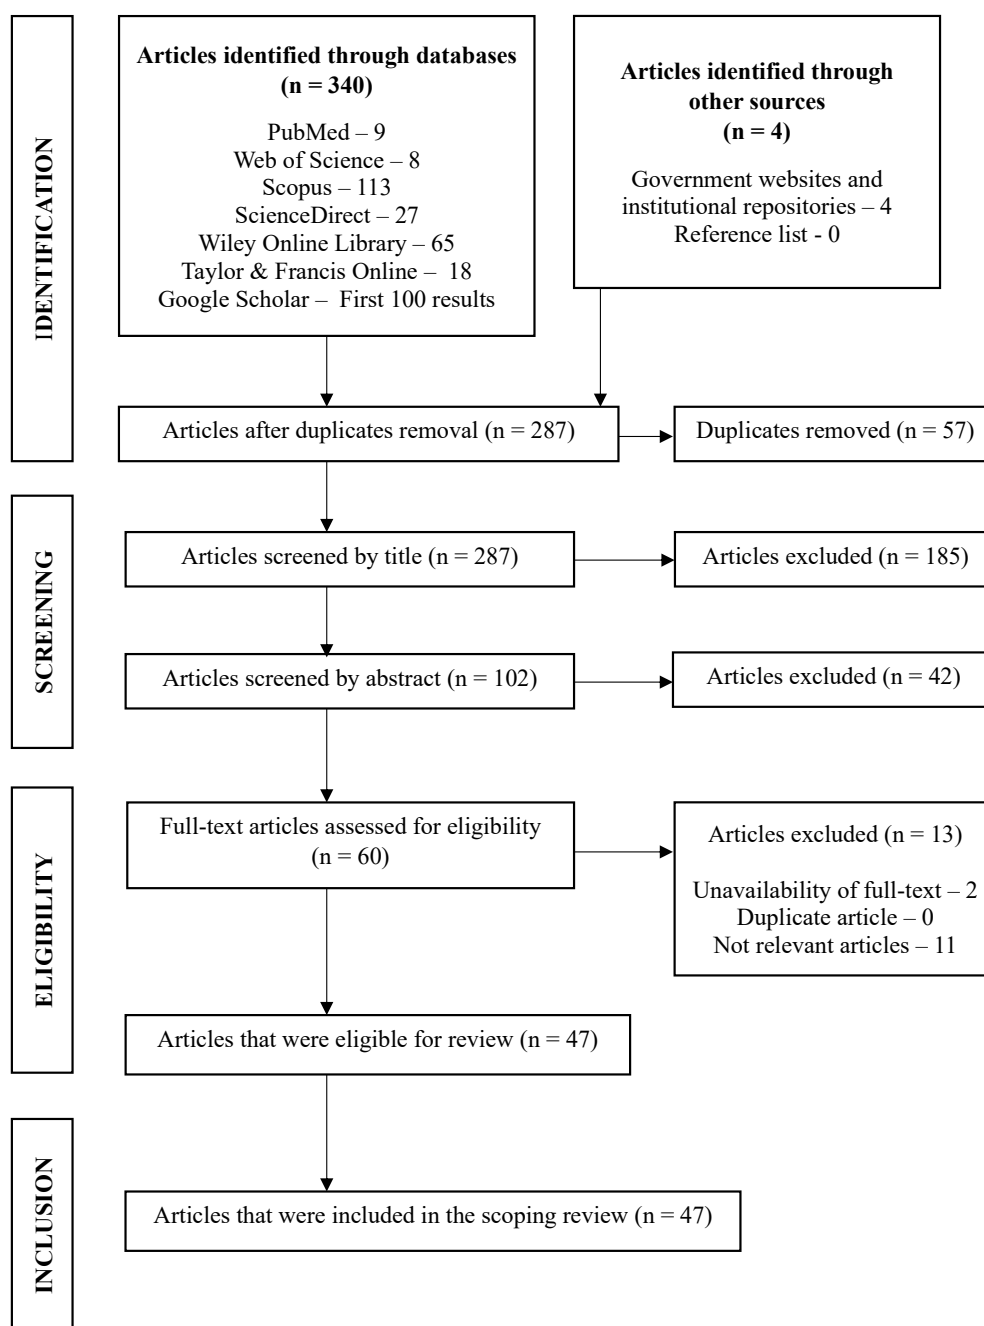 IDENTIFICATION
Articles identified through databases
(n = 340)
PubMed – 9
Web of Science – 8
Scopus – 113
ScienceDirect – 27
Wiley Online Library – 65
Taylor & Francis Online –  18
Google Scholar –  First 100 results
Articles identified through
other sources
(n = 4)
Government websites and
institutional repositories – 4
Reference list - 0
Articles after duplicates removal (n = 287)
Duplicates removed (n = 57)
SCREENING
Articles screened by title (n = 287)
Articles excluded (n = 185)
Articles screened by abstract (n = 102)
Articles excluded (n = 42)
ELIGIBILITY
Full-text articles assessed for eligibility
(n = 60)
Articles excluded (n = 13)
Unavailability of full-text – 2
Duplicate article – 0
Not relevant articles – 11
Articles that were eligible for review (n = 47)
INCLUSION
Articles that were included in the scoping review (n = 47)